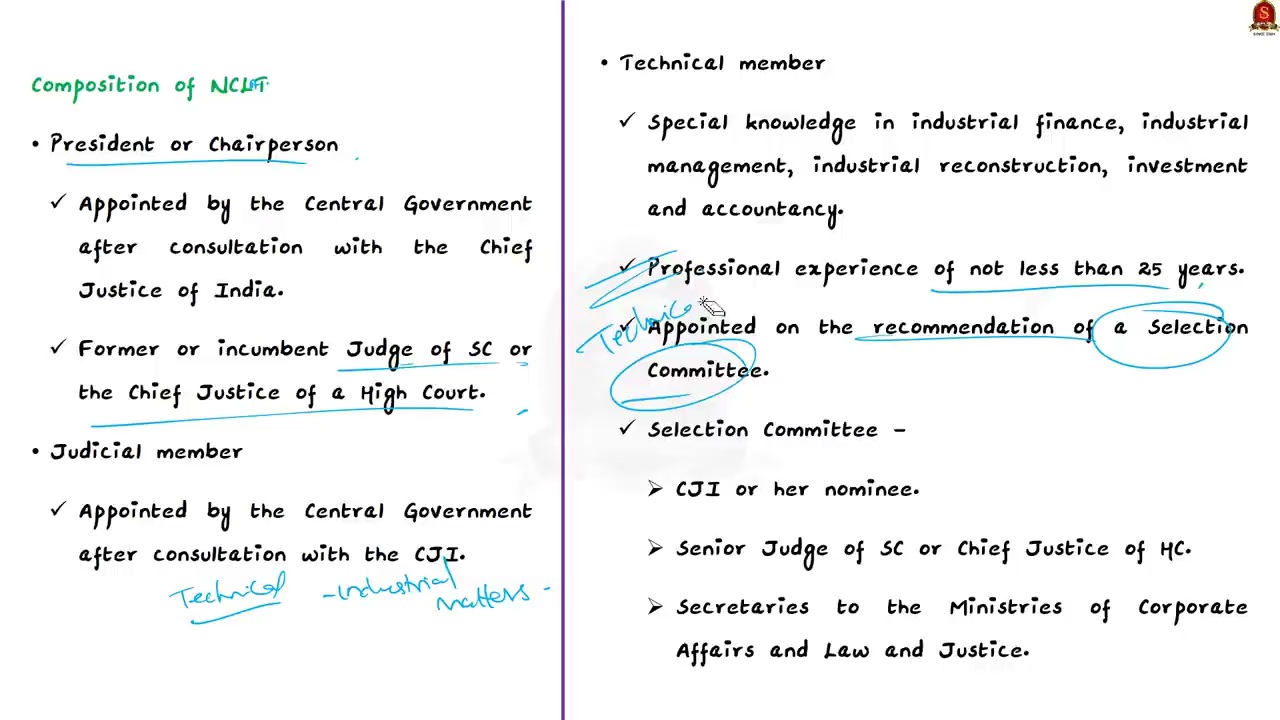 Composition of NCLT
• President or Chairperson
✓ Appointed by the Central Government
after consultation with the Chief
Justice of India.
✓ Former or incumbent Judge of SC or
the Chief Justice of a High Court.
• Judicial member
✓ Appointed by the Central Government
after consultation with the CJI.
Technical - Industrial
matters -
• Technical member
✓ Special knowledge in industrial finance, industrial
management, industrial reconstruction, investment
and accountancy.
✓ Professional experience of not less than 25 years.
Technic
✓ Appointed on the recommendation of a Selection
Committee.
✓ Selection Committee –
➢ CJI or her nominee.
➢ Senior Judge of SC or Chief Justice of HC.
➢ Secretaries to the Ministries of Corporate
Affairs and Law and Justice.
S